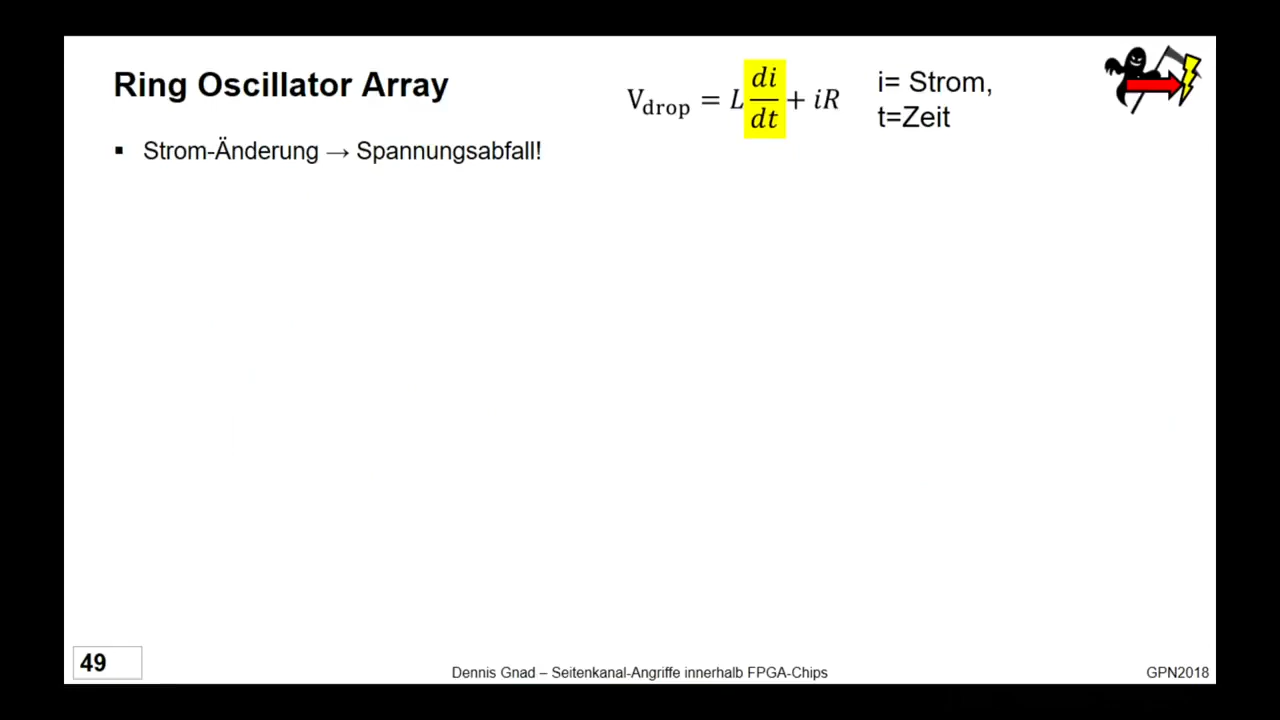 Ring Oscillator Array
V_drop = L di/dt + iR
i= Strom,
t=Zeit
▪ Strom-Änderung → Spannungsabfall!
49
Dennis Gnad – Seitenkanal-Angriffe innerhalb FPGA-Chips
GPN2018